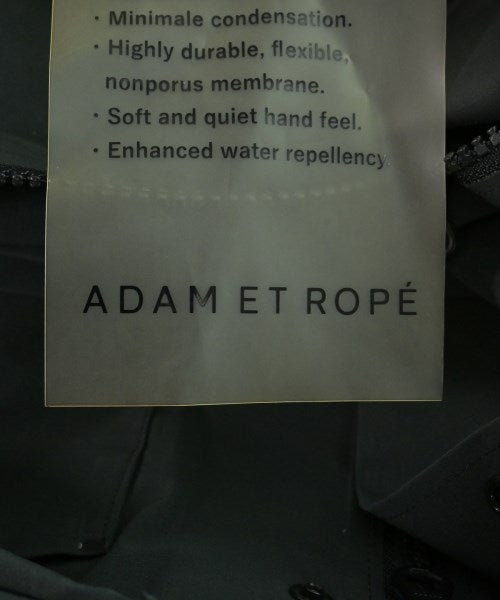 · Minimale condensation.
· Highly durable, flexible,
nonporus membrane.
· Soft and quiet hand feel.
· Enhanced water repellency.
ADAM ET ROPÉ